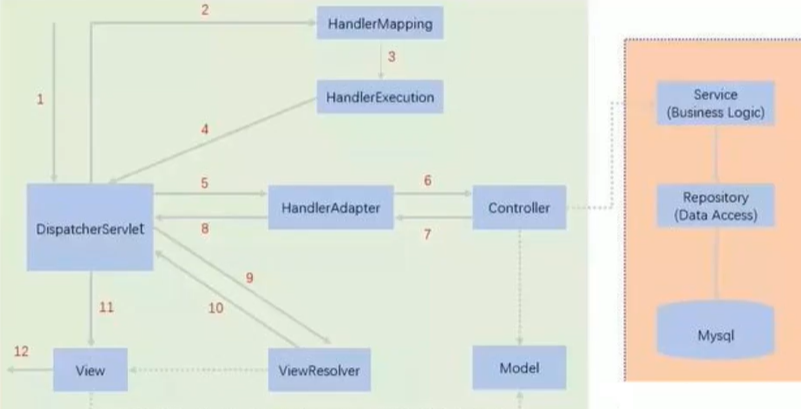 2
HandlerMapping
3
1
HandlerExecution
Service
(Business Logic)
4
5
6
HandlerAdapter
Controller
Repository
(Data Access)
DispatcherServlet
8
7
9
10
11
Mysql
12
View
ViewResolver
Model